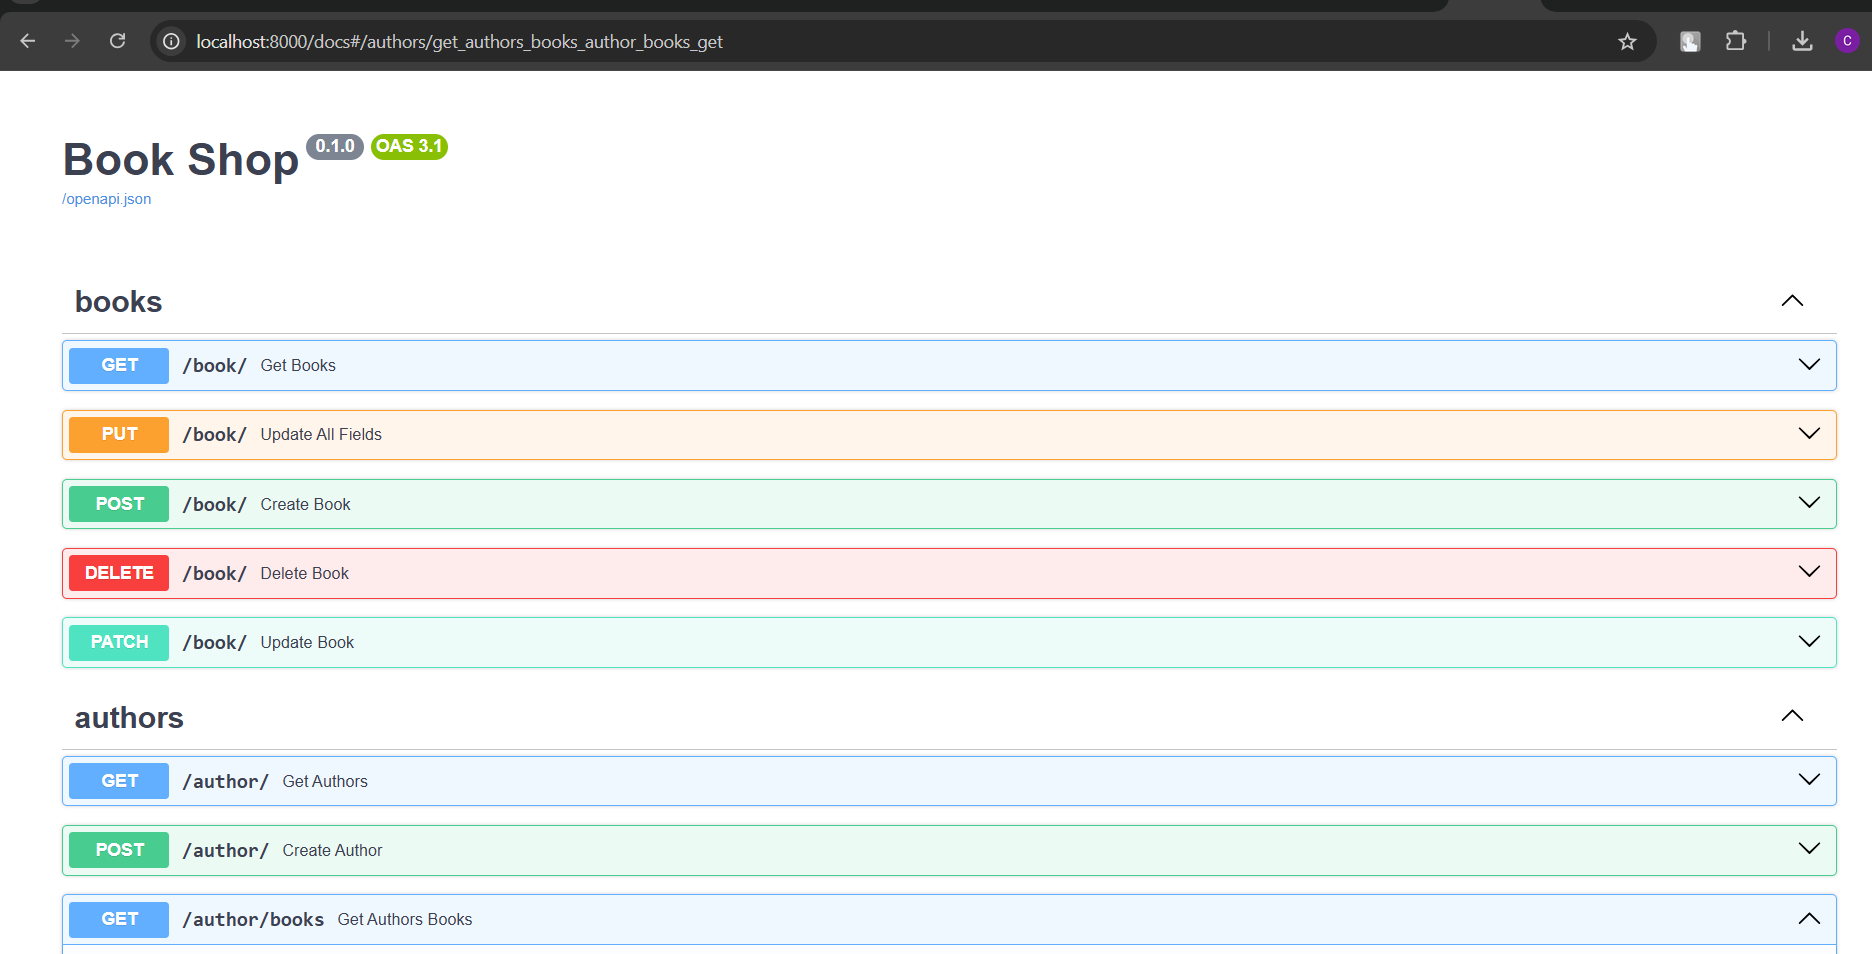 localhost:8000/docs#/authors/get_authors_books_author_books_get
C
Book Shop 0.1.0 OAS 3.1
/openapi.json
books
GET /book/ Get Books
PUT /book/ Update All Fields
POST /book/ Create Book
DELETE /book/ Delete Book
PATCH /book/ Update Book
authors
GET /author/ Get Authors
POST /author/ Create Author
GET /author/books Get Authors Books